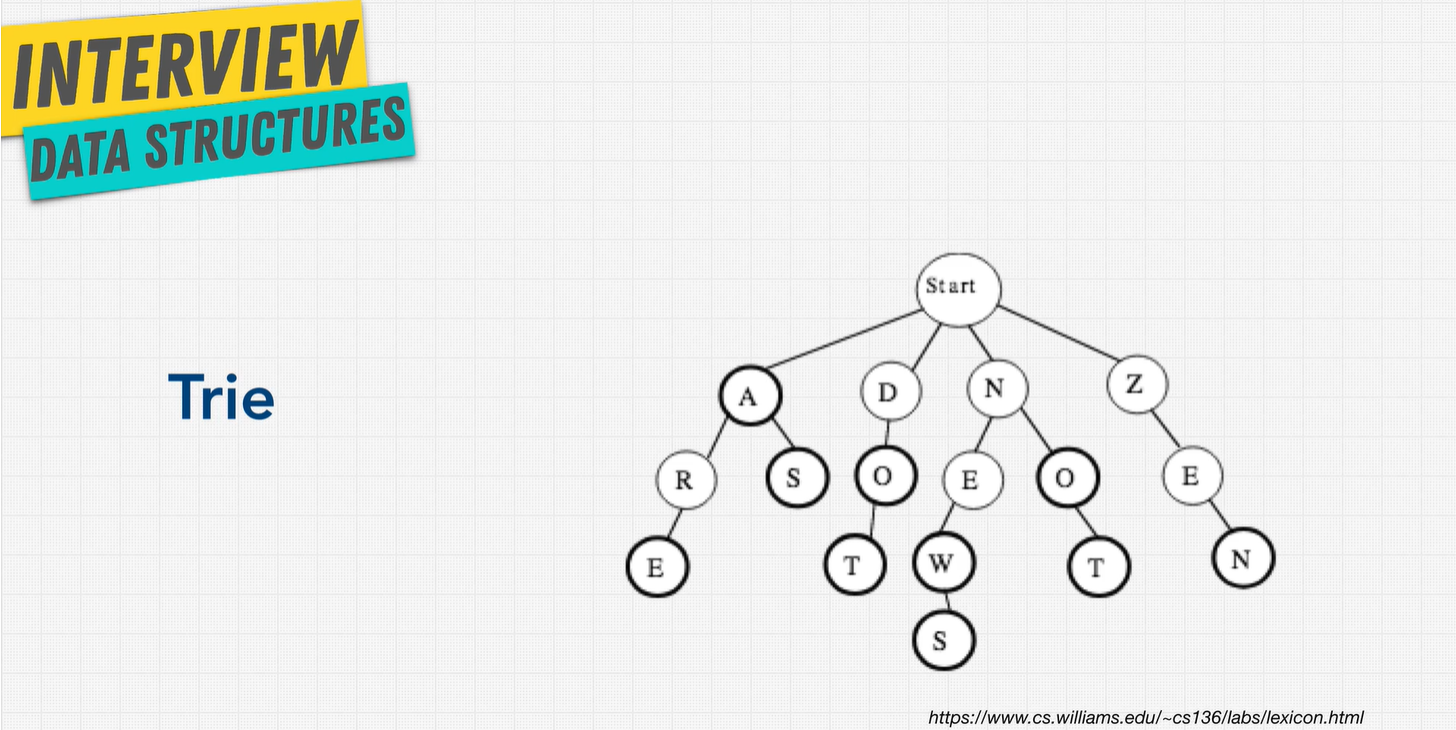 INTERVIEW
DATA STRUCTURES
Start
Trie
A D N Z
R S O E O E
E T W T N
S
https://www.cs.williams.edu/~cs136/labs/lexicon.html